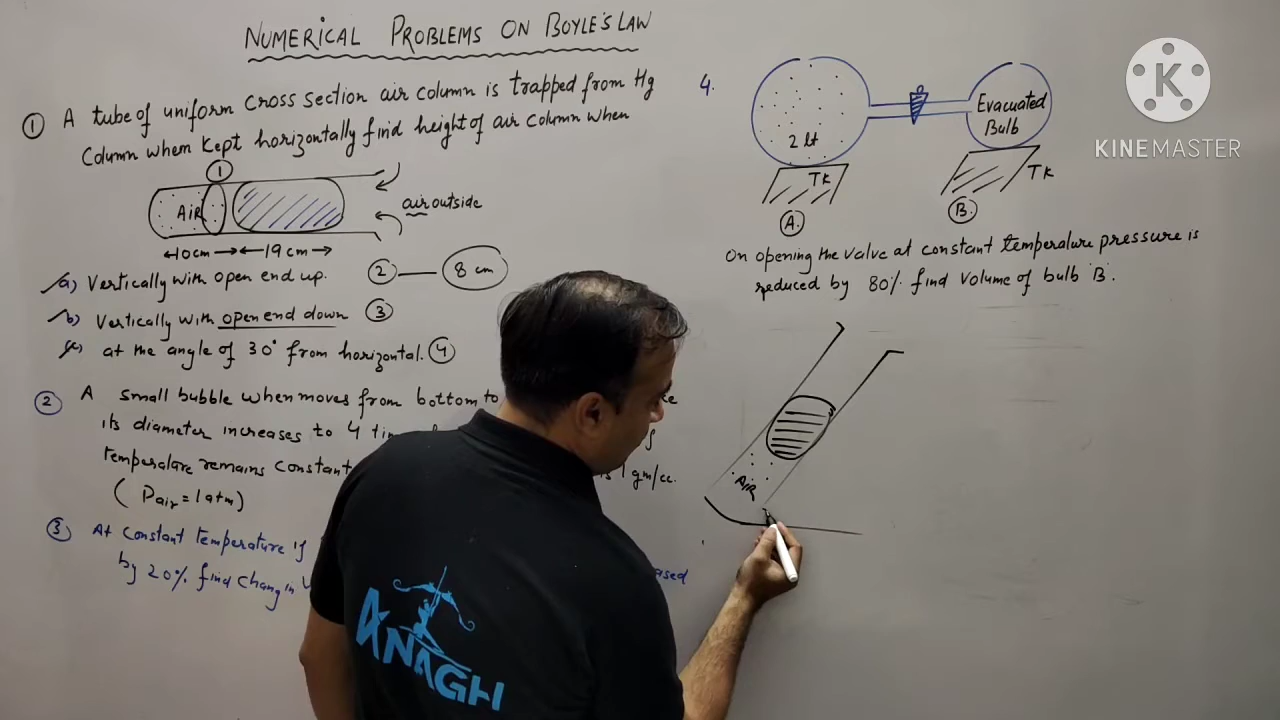 NUMERICAL PROBLEMS ON BOYLE'S LAW
① A tube of uniform cross section air column is trapped from Hg
Column when kept horizontally find height of air column when
①
AIR
air outside
10cm 19cm
a) Vertically with open end up. ② — 8 cm
b) Vertically with open end down ③
c) at the angle of 30° from horizontal. ④
② A small bubble when moves from bottom to
its diameter increases to 4
temperature remains constant 1 gm/cc.
(Pair = 1 atm)
③ At constant temperature if
by 20% find change in
4.
2 lt
Evacuated
Bulb
TK
TK
A.
B.
On opening the value at constant temperature pressure is
reduced by 80% find volume of bulb 'B'.
AIR
ANAGH
K
KINEMASTER